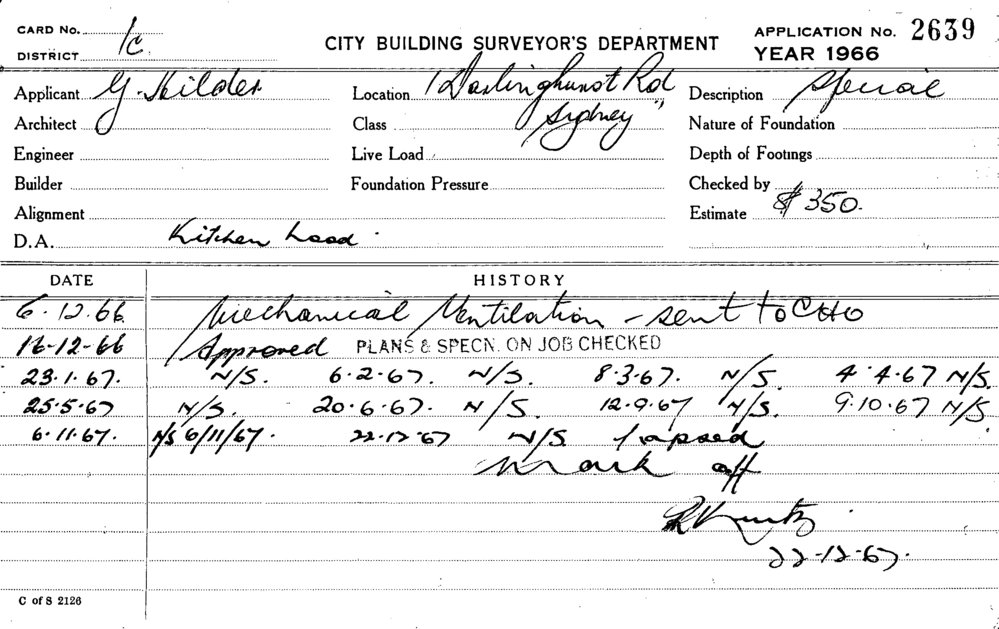 CARD No. 1c CITY BUILDING SURVEYOR'S DEPARTMENT APPLICATION No. 2639
DISTRICT YEAR 1966
Applicant G. Hilder Location 1 Darlinghurst Rd Description Special
Architect Class Sydney " Nature of Foundation
Engineer Live Load Depth of Footings
Builder Foundation Pressure Checked by
Alignment Estimate $ 350.
D.A. Kitchen hood.
DATE HISTORY
6.12.66 Mechanical Ventilation - sent to CHO
16-12-66 Approved PLANS & SPECN. ON JOB CHECKED
23.1.67. N/S. 6-2-67. N/S. 8-3-67. N/S. 4-4-67 N/S.
25-5-67 N/S. 20-6-67. N/S. 12-9-67 N/S. 9-10-67 N/S.
6-11-67. N/S 6/11/67. 22-12-67 N/S lapsed
mark off
22-12-67.
C of S 2126